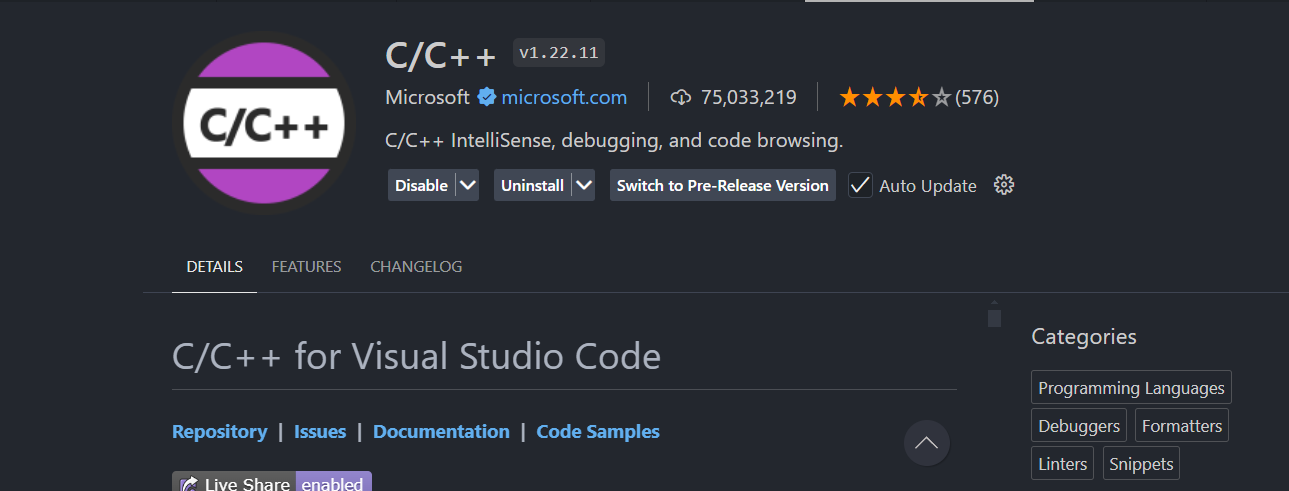 C/C++ v1.22.11
C/C++
Microsoft microsoft.com 75,033,219 (576)
C/C++ IntelliSense, debugging, and code browsing.
Disable Uninstall Switch to Pre-Release Version Auto Update
DETAILS FEATURES CHANGELOG
C/C++ for Visual Studio Code
Repository | Issues | Documentation | Code Samples
Live Share enabled
Categories
Programming Languages
Debuggers Formatters
Linters Snippets